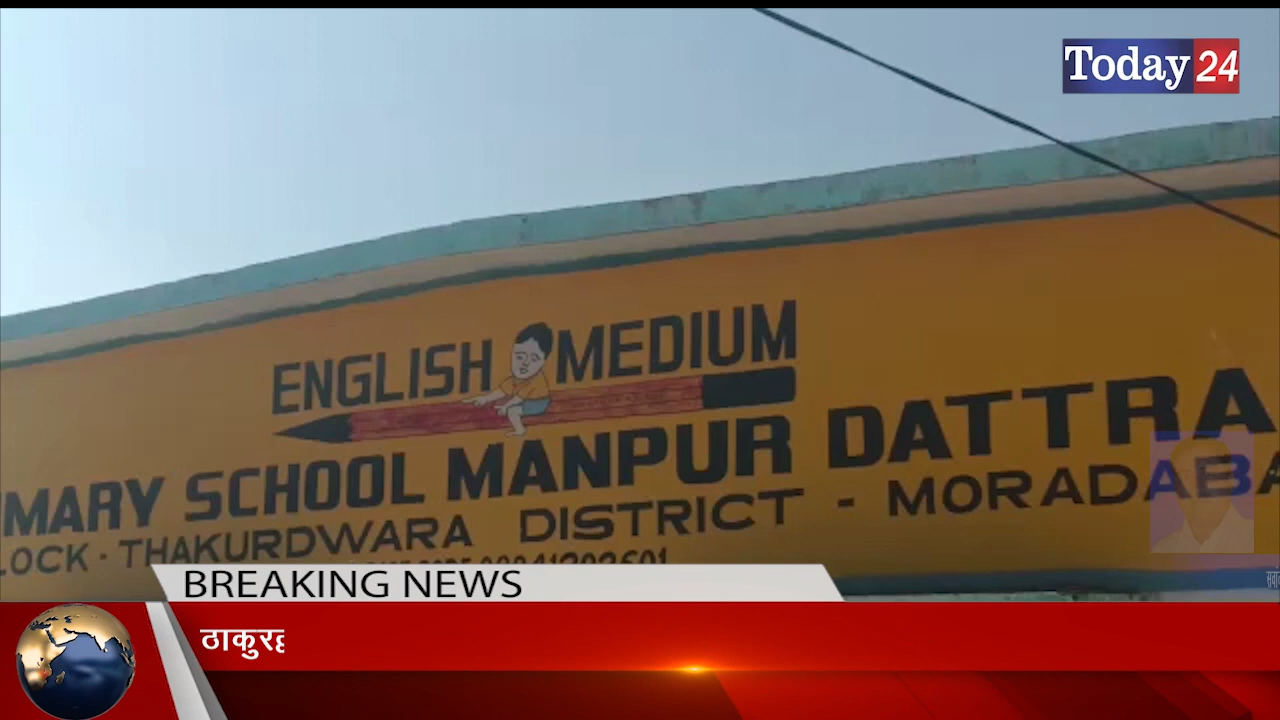 Today 24
ENGLISH MEDIUM
MARY SCHOOL MANPUR DATTRA
LOCK - THAKURDWARA DISTRICT - MORADABA
BREAKING NEWS
ठाकुरद्व